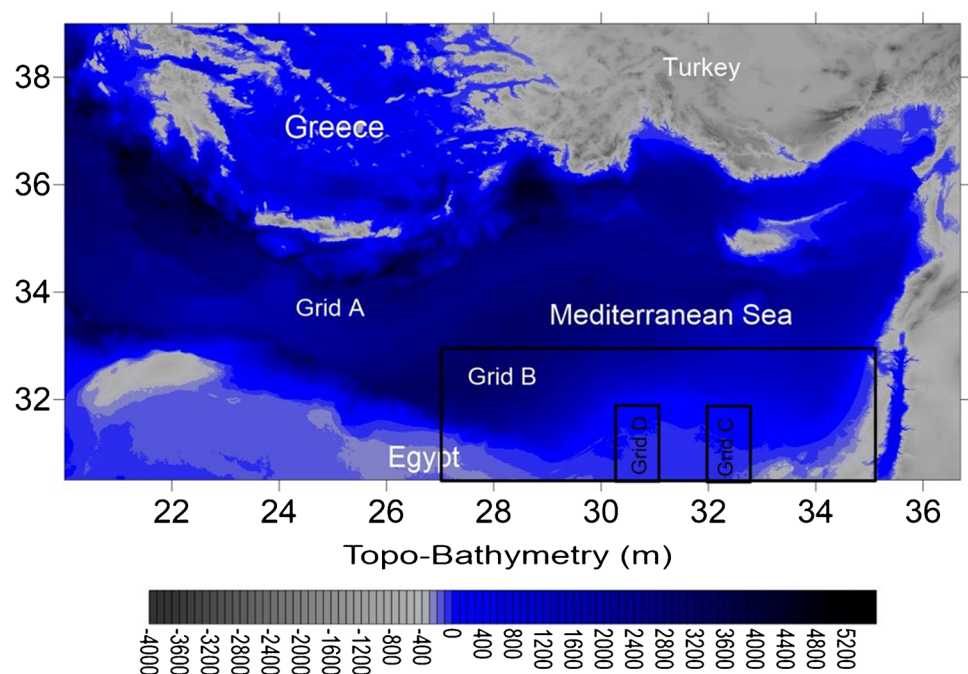 38
36
34
32
Turkey
Greece
Grid A
Mediterranean Sea
Grid B
Grid D
Grid C
Egypt
22 24 26 28 30 32 34 36
Topo-Bathymetry (m)
-4000 -3600 -3200 -2800 -2400 -2000 -1600 -1200 -800 -400 0 400 800 1200 1600 2000 2400 2800 3200 3600 4000 4400 4800 5200